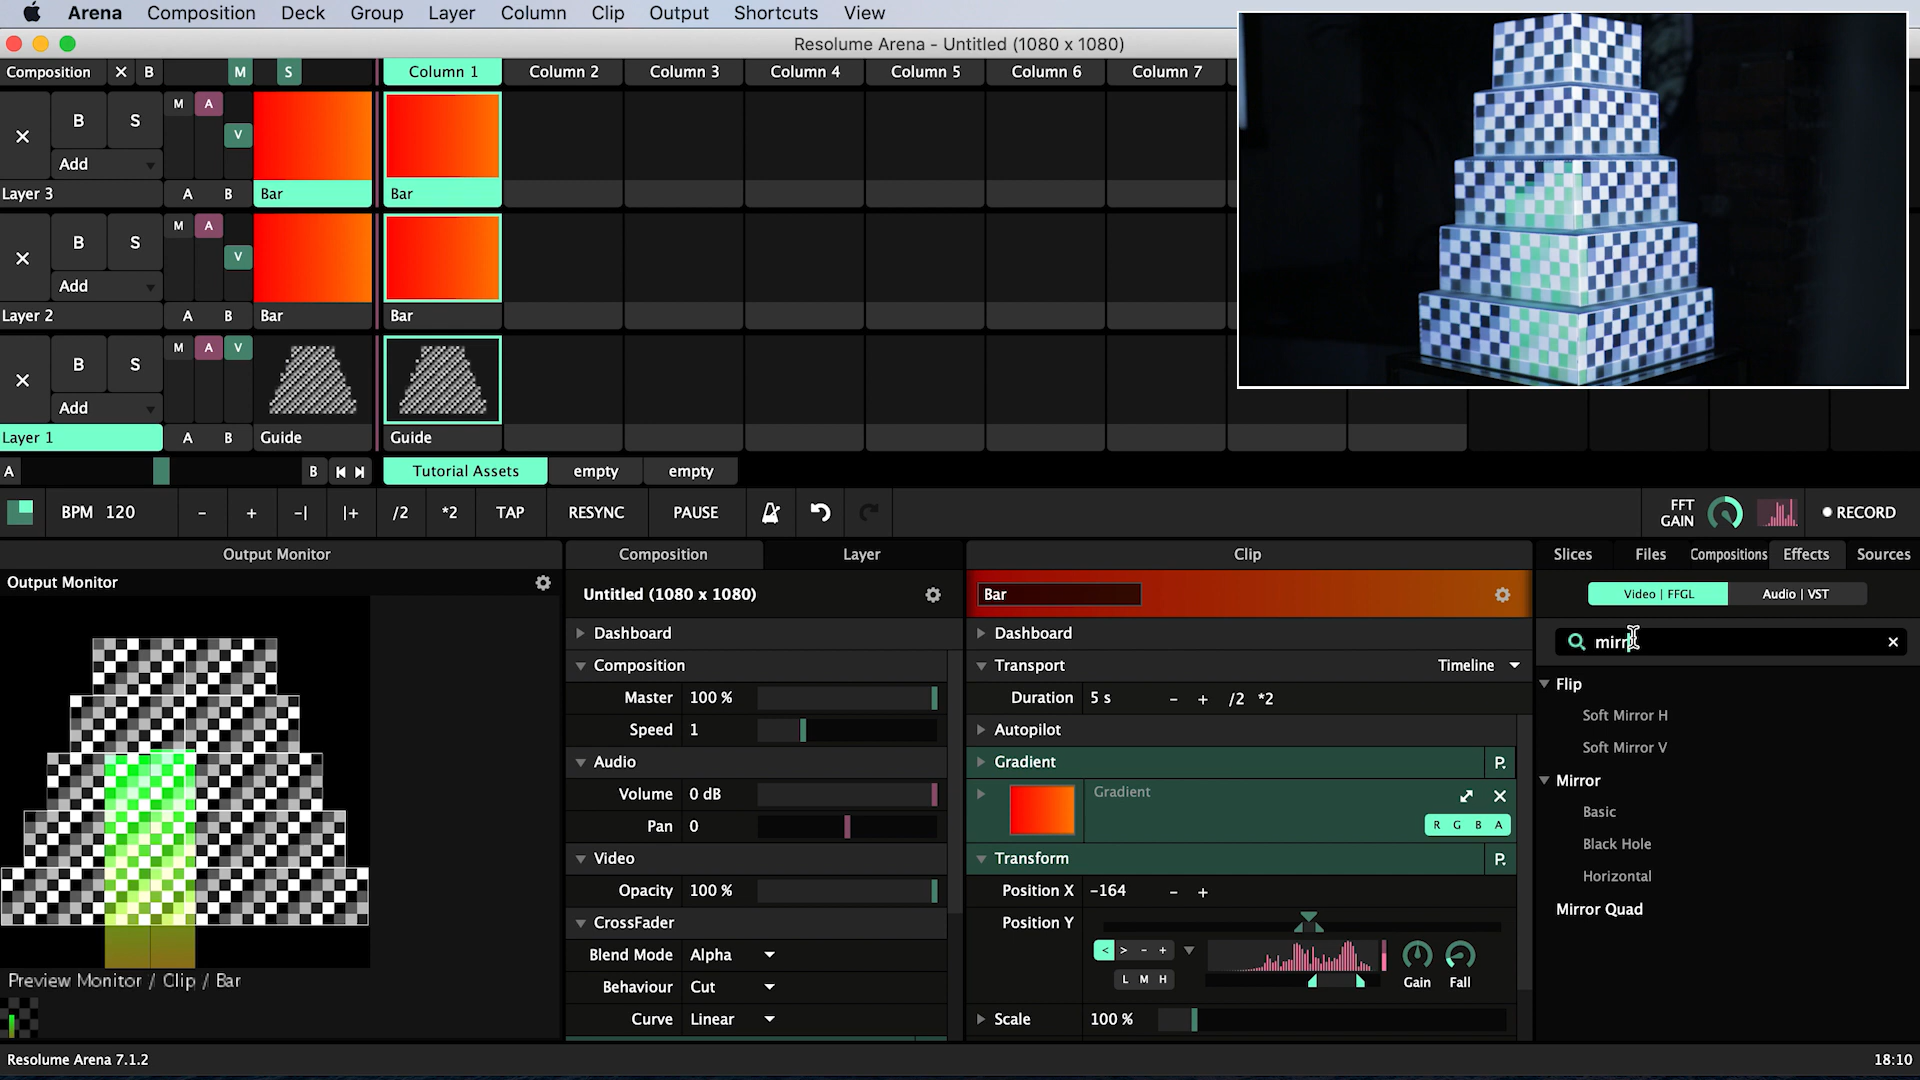 Arena Composition Deck Group Layer Column Clip Output Shortcuts View
Resolume Arena - Untitled (1080 x 1080)
Composition X B M S Column 1 Column 2 Column 3 Column 4 Column 5 Column 6 Column 7
B S M A V
Add
Layer 3 A B Bar Bar
B S M A V
Add
Layer 2 A B Bar Bar
B S M A V
Add
Layer 1 A B Guide Guide
A B Tutorial Assets empty empty
BPM 120 - + -| |+ /2 *2 TAP RESYNC PAUSE FFT GAIN RECORD
Output Monitor Composition Layer Clip Slices Files Compositions Effects Sources
Output Monitor
Preview Monitor / Clip / Bar
Untitled (1080 x 1080)
Dashboard
Composition
Master 100 %
Speed 1
Audio
Volume 0 dB
Pan 0
Video
Opacity 100 %
CrossFader
Blend Mode Alpha
Behaviour Cut
Curve Linear
Bar
Dashboard
Transport Timeline
Duration 5 s - + /2 *2
Autopilot
Gradient P.
Gradient
R G B A
Transform P.
Position X -164 - +
Position Y
< > - +
L M H Gain Fall
Scale 100 %
Video | FFGL Audio | VST
mirr
Flip
Soft Mirror H
Soft Mirror V
Mirror
Basic
Black Hole
Horizontal
Mirror Quad
Resolume Arena 7.1.2 18:10